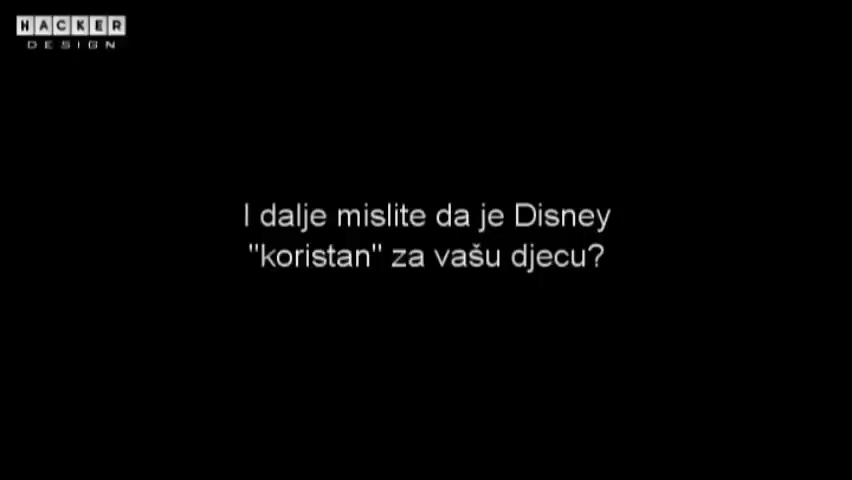 HACKER
DESIGN
I dalje mislite da je Disney
"koristan" za vašu djecu?